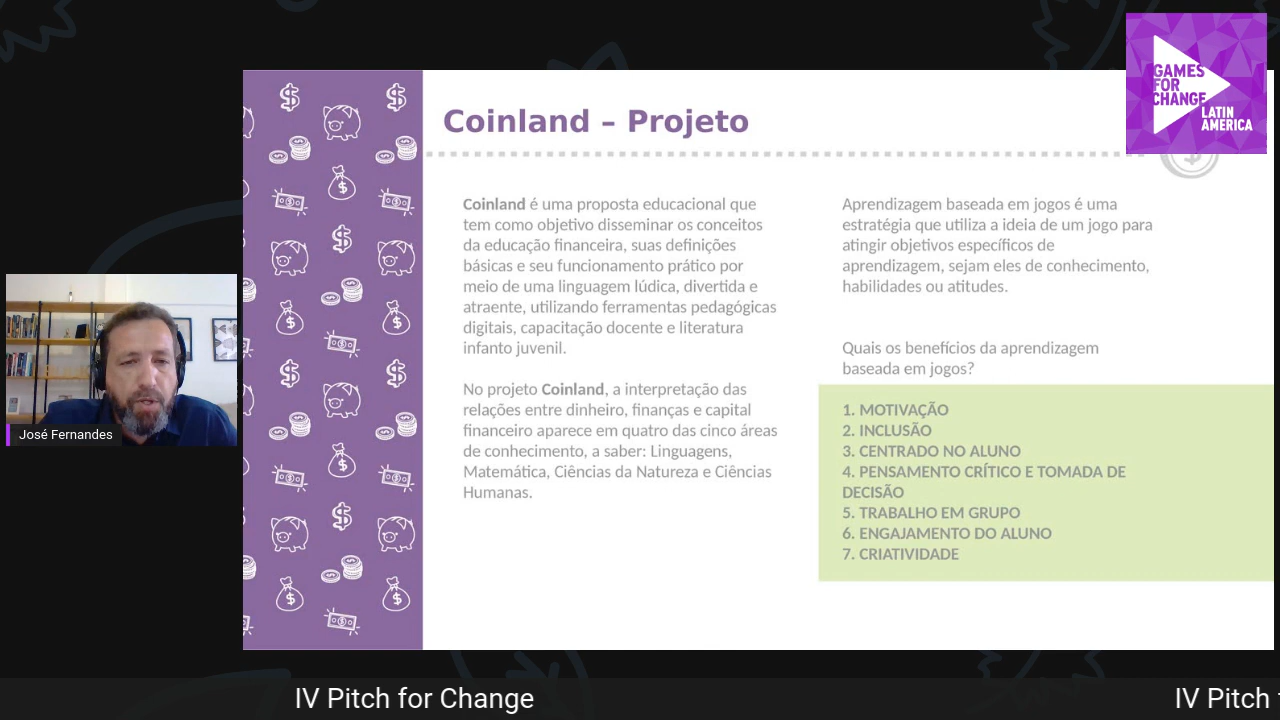 GAMES
FOR
CHANGE
LATIN
AMERICA
Coinland – Projeto
Coinland é uma proposta educacional que
tem como objetivo disseminar os conceitos
da educação financeira, suas definições
básicas e seu funcionamento prático por
meio de uma linguagem lúdica, divertida e
atraente, utilizando ferramentas pedagógicas
digitais, capacitação docente e literatura
infanto juvenil.
No projeto Coinland, a interpretação das
relações entre dinheiro, finanças e capital
financeiro aparece em quatro das cinco áreas
de conhecimento, a saber: Linguagens,
Matemática, Ciências da Natureza e Ciências
Humanas.
Aprendizagem baseada em jogos é uma
estratégia que utiliza a ideia de um jogo para
atingir objetivos específicos de
aprendizagem, sejam eles de conhecimento,
habilidades ou atitudes.
Quais os benefícios da aprendizagem
baseada em jogos?
1. MOTIVAÇÃO
2. INCLUSÃO
3. CENTRADO NO ALUNO
4. PENSAMENTO CRÍTICO E TOMADA DE
DECISÃO
5. TRABALHO EM GRUPO
6. ENGAJAMENTO DO ALUNO
7. CRIATIVIDADE
José Fernandes
IV Pitch for Change
IV Pitch